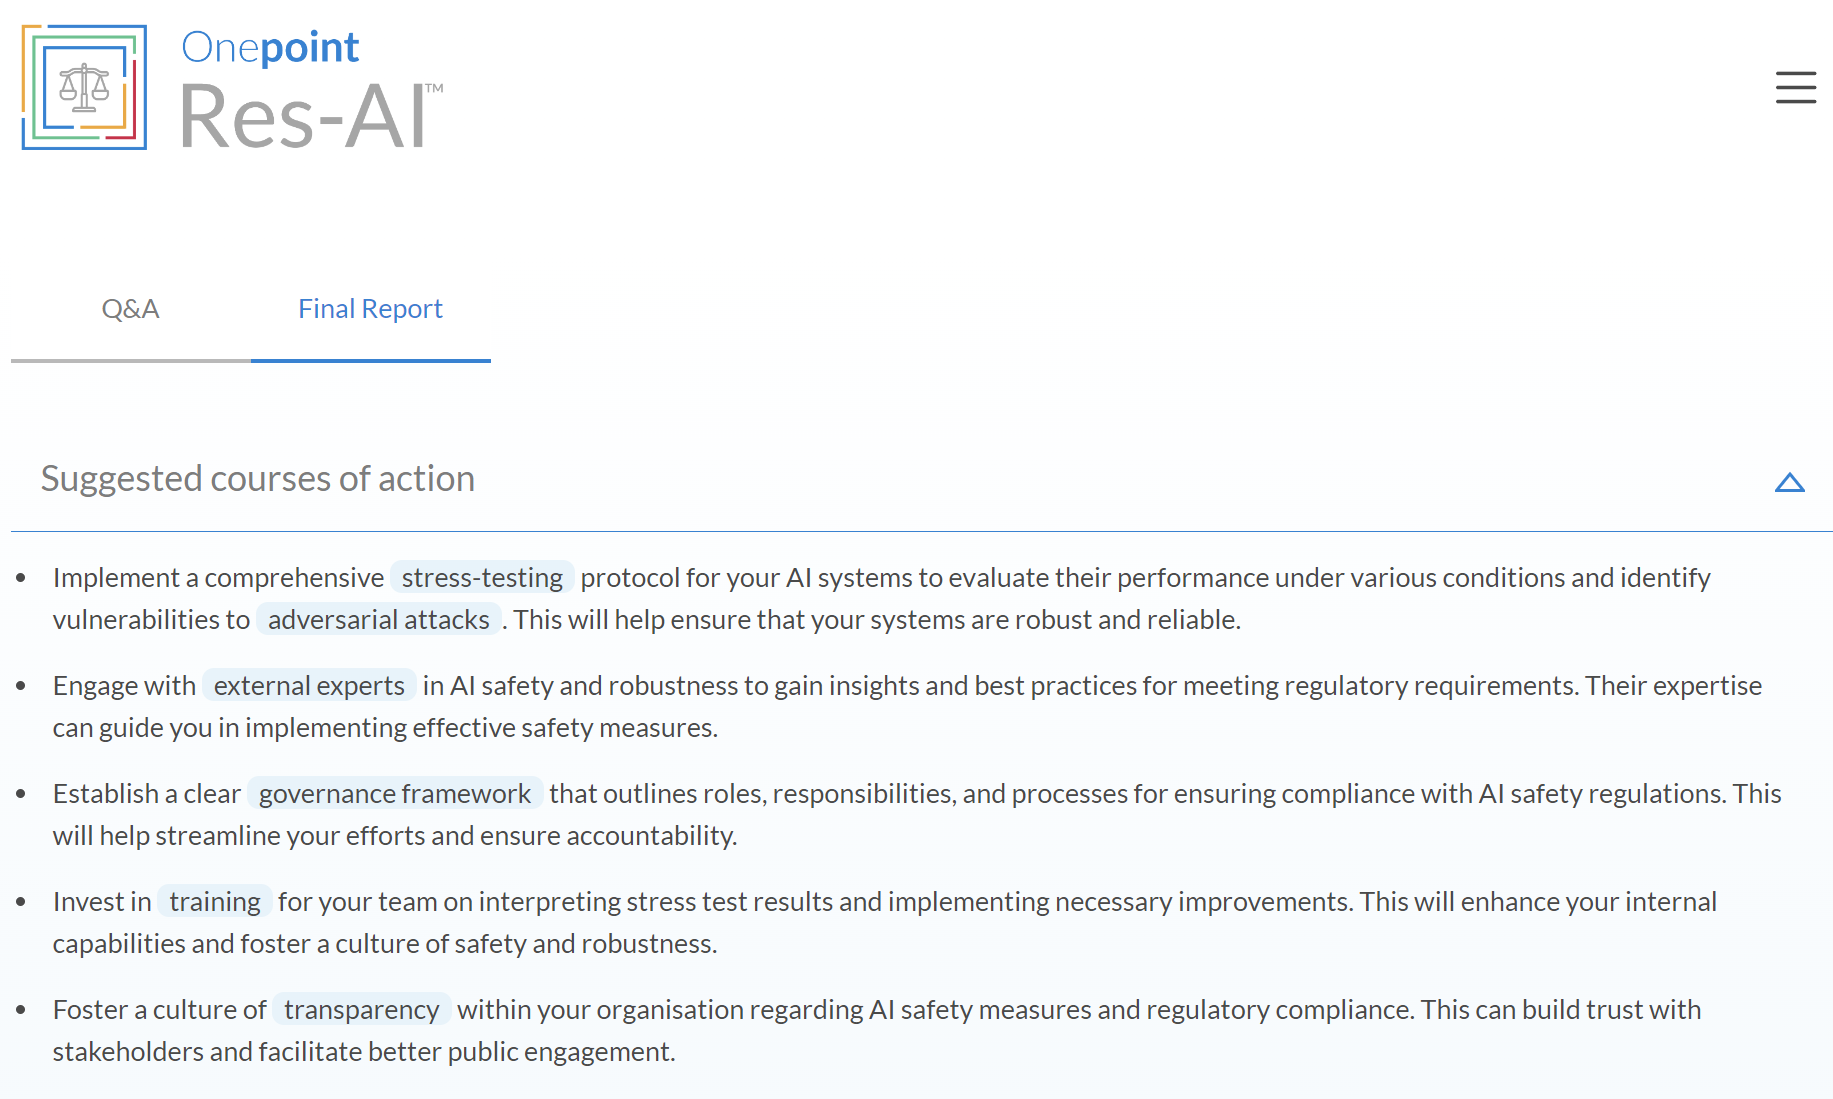 Onepoint
Res-AI™
Q&A
Final Report
Suggested courses of action
• Implement a comprehensive stress-testing protocol for your AI systems to evaluate their performance under various conditions and identify
vulnerabilities to adversarial attacks . This will help ensure that your systems are robust and reliable.
• Engage with external experts in AI safety and robustness to gain insights and best practices for meeting regulatory requirements. Their expertise
can guide you in implementing effective safety measures.
• Establish a clear governance framework that outlines roles, responsibilities, and processes for ensuring compliance with AI safety regulations. This
will help streamline your efforts and ensure accountability.
• Invest in training for your team on interpreting stress test results and implementing necessary improvements. This will enhance your internal
capabilities and foster a culture of safety and robustness.
• Foster a culture of transparency within your organisation regarding AI safety measures and regulatory compliance. This can build trust with
stakeholders and facilitate better public engagement.